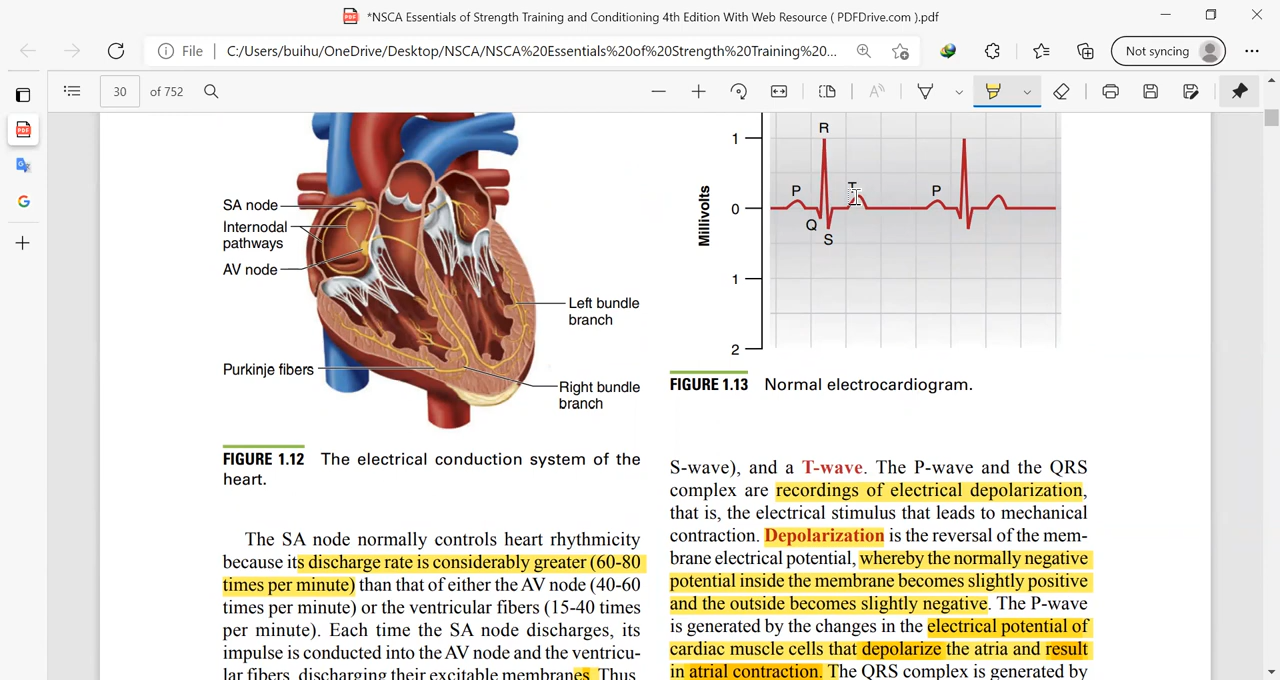 *NSCA Essentials of Strength Training and Conditioning 4th Edition With Web Resource ( PDFDrive.com ).pdf
File
C:/Users/buihu/OneDrive/Desktop/NSCA/NSCA%20Essentials%20of%20Strength%20Training%20...
Not syncing
30 of 752
SA node
Internodal
pathways
AV node
Left bundle
branch
Purkinje fibers
Right bundle
branch
FIGURE 1.12 The electrical conduction system of the
heart.
The SA node normally controls heart rhythmicity
because its discharge rate is considerably greater (60-80
times per minute) than that of either the AV node (40-60
times per minute) or the ventricular fibers (15-40 times
per minute). Each time the SA node discharges, its
impulse is conducted into the AV node and the ventricu-
lar fibers, discharging their excitable membranes. Thus,
Millivolts
1
0
1
2
R
P
T
P
Q
S
FIGURE 1.13 Normal electrocardiogram.
S-wave), and a T-wave. The P-wave and the QRS
complex are recordings of electrical depolarization,
that is, the electrical stimulus that leads to mechanical
contraction. Depolarization is the reversal of the mem-
brane electrical potential, whereby the normally negative
potential inside the membrane becomes slightly positive
and the outside becomes slightly negative. The P-wave
is generated by the changes in the electrical potential of
cardiac muscle cells that depolarize the atria and result
in atrial contraction. The QRS complex is generated by